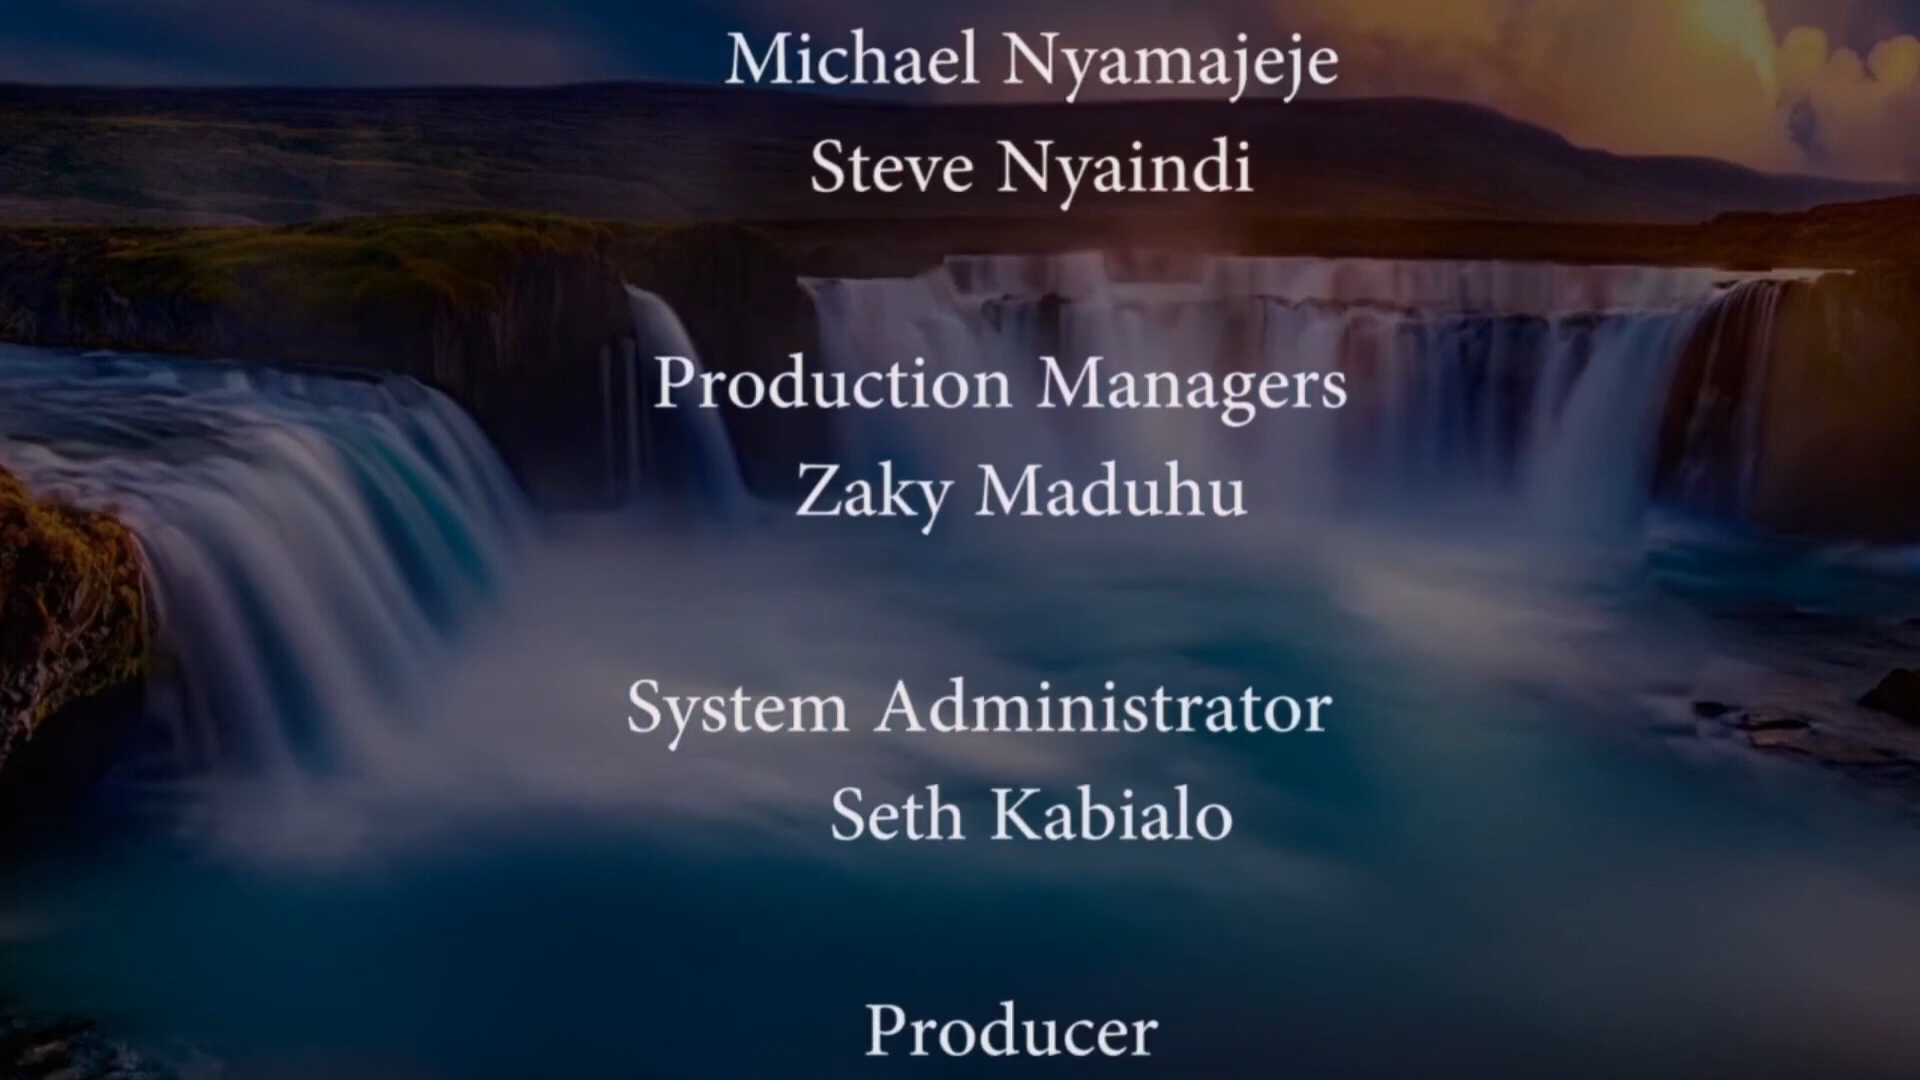 Michael Nyamajeje
Steve Nyaindi
Production Managers
Zaky Maduhu
System Administrator
Seth Kabialo
Producer